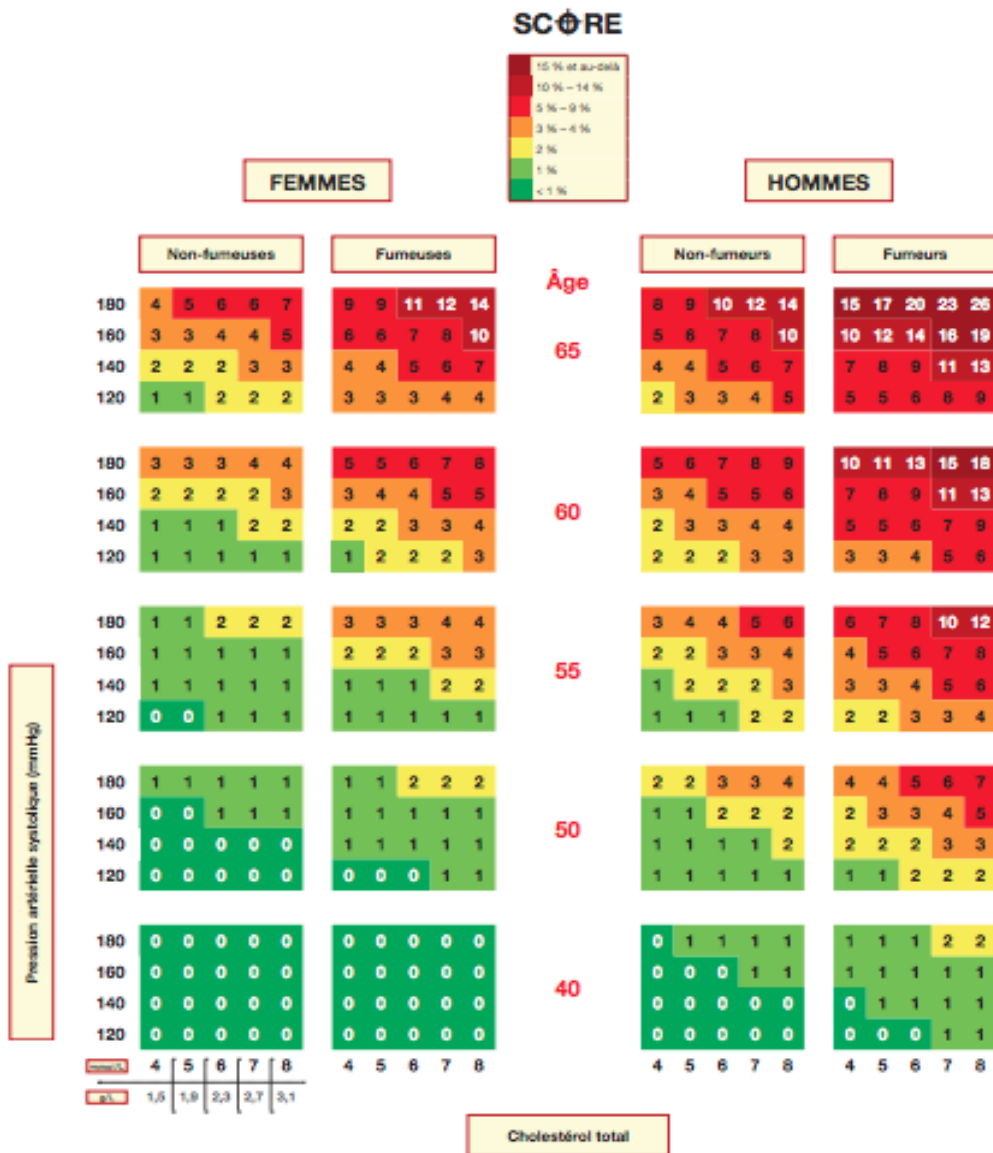 SCORE
15 % et au-delà
10 % – 14 %
5 % – 9 %
3 % – 4 %
2 %
1 %
< 1 %
FEMMES
HOMMES
Non-fumeuses
Fumeuses
Âge
Non-fumeurs
Fumeurs
180 4 5 6 6 7 9 9 11 12 14 8 9 10 12 14 15 17 20 23 26
160 3 3 4 4 5 6 6 7 8 10 65 5 6 7 8 10 10 12 14 16 19
140 2 2 2 3 3 4 4 5 6 7 4 4 5 6 7 7 8 9 11 13
120 1 1 2 2 2 3 3 3 4 4 2 3 3 4 5 5 5 6 8 9
180 3 3 3 4 4 5 5 6 7 8 5 6 7 8 9 10 11 13 15 18
160 2 2 2 2 3 3 4 4 5 5 60 3 4 5 5 6 7 8 9 11 13
140 1 1 1 2 2 2 2 3 3 4 2 3 3 4 4 5 5 6 7 9
120 1 1 1 1 1 1 2 2 2 3 2 2 2 3 3 3 3 4 5 6
180 1 1 2 2 2 3 3 3 4 4 3 4 4 5 6 6 7 8 10 12
160 1 1 1 1 1 2 2 2 3 3 55 2 2 3 3 4 4 5 6 7 8
140 1 1 1 1 1 1 1 1 2 2 1 2 2 2 3 3 3 4 5 6
120 0 0 1 1 1 1 1 1 1 1 1 1 1 2 2 2 2 3 3 4
180 1 1 1 1 1 1 1 2 2 2 2 2 3 3 4 4 4 5 6 7
160 0 0 1 1 1 1 1 1 1 1 50 1 1 2 2 2 2 3 3 4 5
140 0 0 0 0 0 1 1 1 1 1 1 1 1 1 2 2 2 2 3 3
120 0 0 0 0 0 0 0 0 1 1 1 1 1 1 1 1 1 2 2 2
180 0 0 0 0 0 0 0 0 0 0 0 1 1 1 1 1 1 1 2 2
160 0 0 0 0 0 0 0 0 0 0 40 0 0 0 1 1 1 1 1 1 1
140 0 0 0 0 0 0 0 0 0 0 0 0 0 0 0 0 1 1 1 1
120 0 0 0 0 0 0 0 0 0 0 0 0 0 0 0 0 0 0 1 1
mmol/L 4 5 6 7 8 4 5 6 7 8 4 5 6 7 8 4 5 6 7 8
g/L 1,5 1,9 2,3 2,7 3,1
Pression artérielle systolique (mmHg)
Cholestérol total